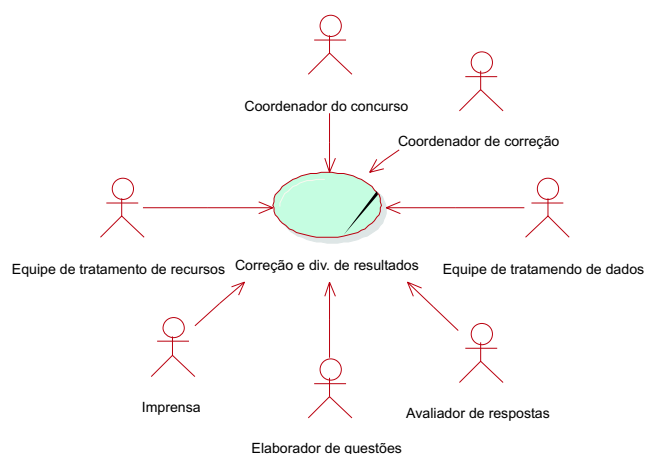 Coordenador do concurso
Coordenador de correção
Equipe de tratamento de recursos
Correção e div. de resultados
Equipe de tratamendo de dados
Imprensa
Avaliador de respostas
Elaborador de questões